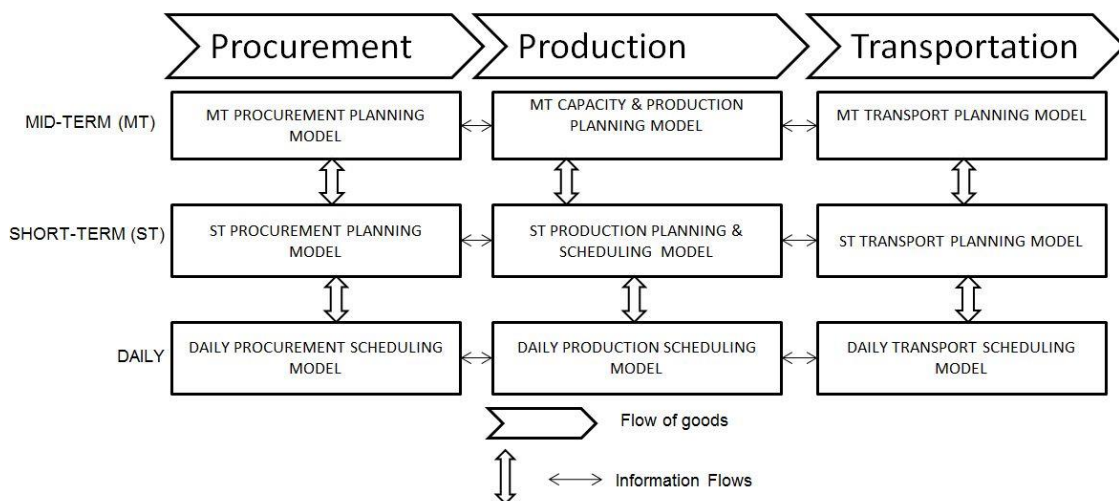 Procurement
Production
Transportation
MID-TERM (MT)
MT PROCUREMENT PLANNING
MODEL
MT CAPACITY & PRODUCTION
PLANNING MODEL
MT TRANSPORT PLANNING MODEL
SHORT-TERM (ST)
ST PROCUREMENT PLANNING
MODEL
ST PRODUCTION PLANNING &
SCHEDULING MODEL
ST TRANSPORT PLANNING MODEL
DAILY
DAILY PROCUREMENT SCHEDULING
MODEL
DAILY PRODUCTION SCHEDULING
MODEL
DAILY TRANSPORT SCHEDULING
MODEL
Flow of goods
Information Flows